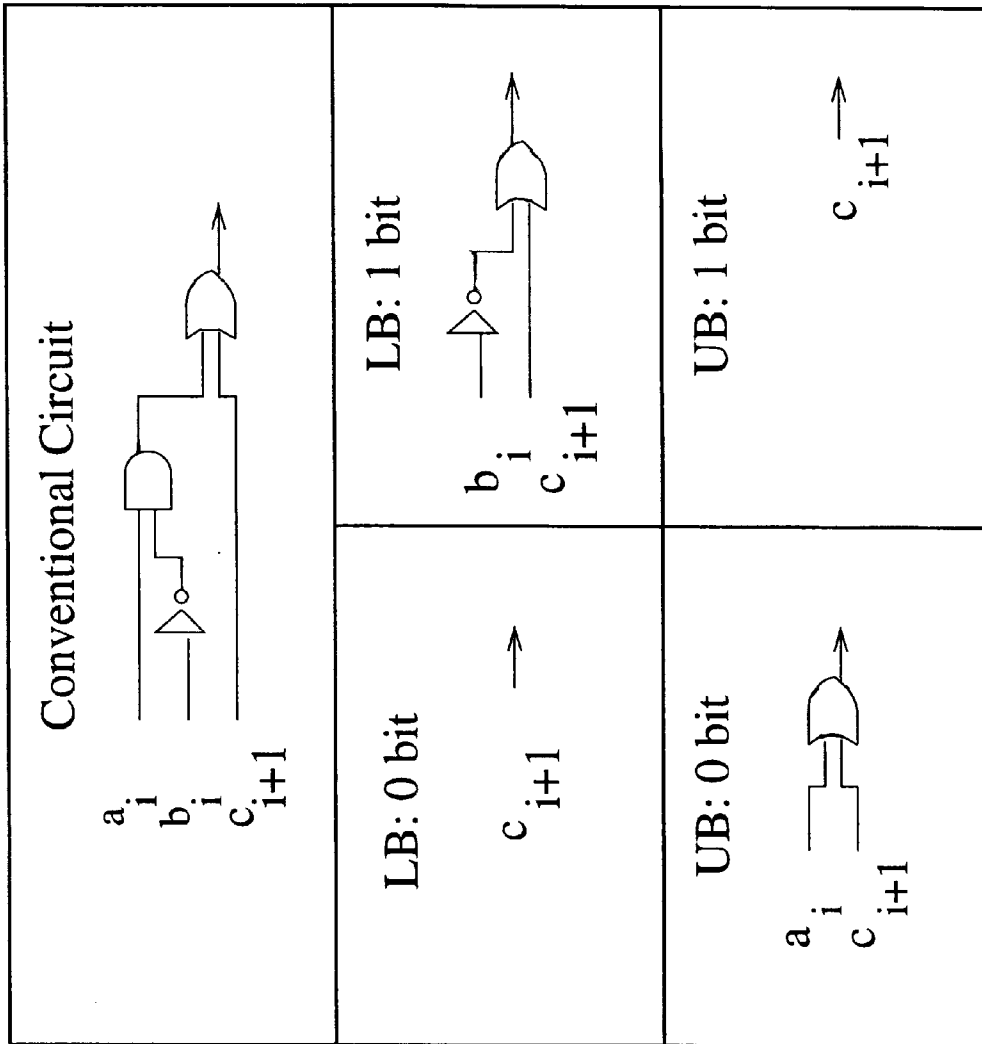 Conventional Circuit
a i
b i
c i+1
LB: 0 bit
c i+1
LB: 1 bit
b i
c i+1
UB: 0 bit
a i
c i+1
UB: 1 bit
c i+1